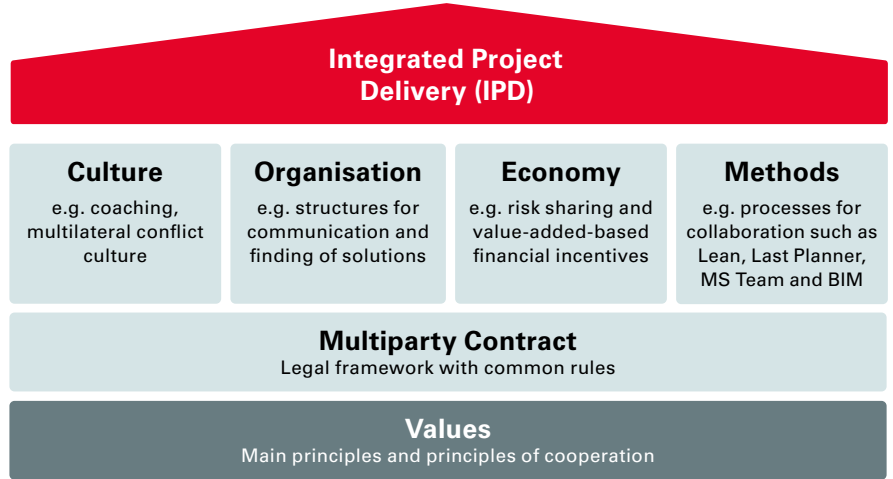 Integrated Project
Delivery (IPD)
Culture
e.g. coaching,
multilateral conflict
culture
Organisation
e.g. structures for
communication and
finding of solutions
Economy
e.g. risk sharing and
value-added-based
financial incentives
Methods
e.g. processes for
collaboration such as
Lean, Last Planner,
MS Team and BIM
Multiparty Contract
Legal framework with common rules
Values
Main principles and principles of cooperation